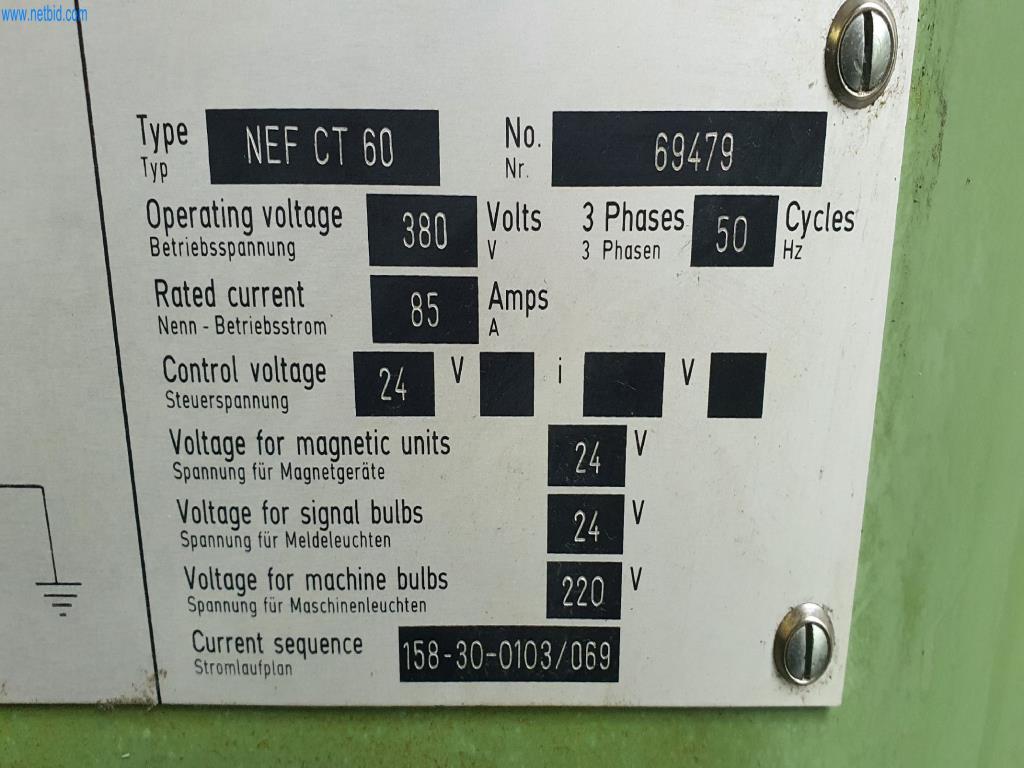 www.netbid.com
Type NEF CT 60 No. 69479
Typ Nr.
Operating voltage 380 Volts 3 Phases 50 Cycles
Betriebsspannung V 3 Phasen Hz
Rated current 85 Amps
Nenn - Betriebsstrom A
Control voltage 24 V i V
Steuerspannung
Voltage for magnetic units 24 V
Spannung für Magnetgeräte
Voltage for signal bulbs 24 V
Spannung für Meldeleuchten
Voltage for machine bulbs 220 V
Spannung für Maschinenleuchten
Current sequence 158-30-0103/069
Stromlaufplan